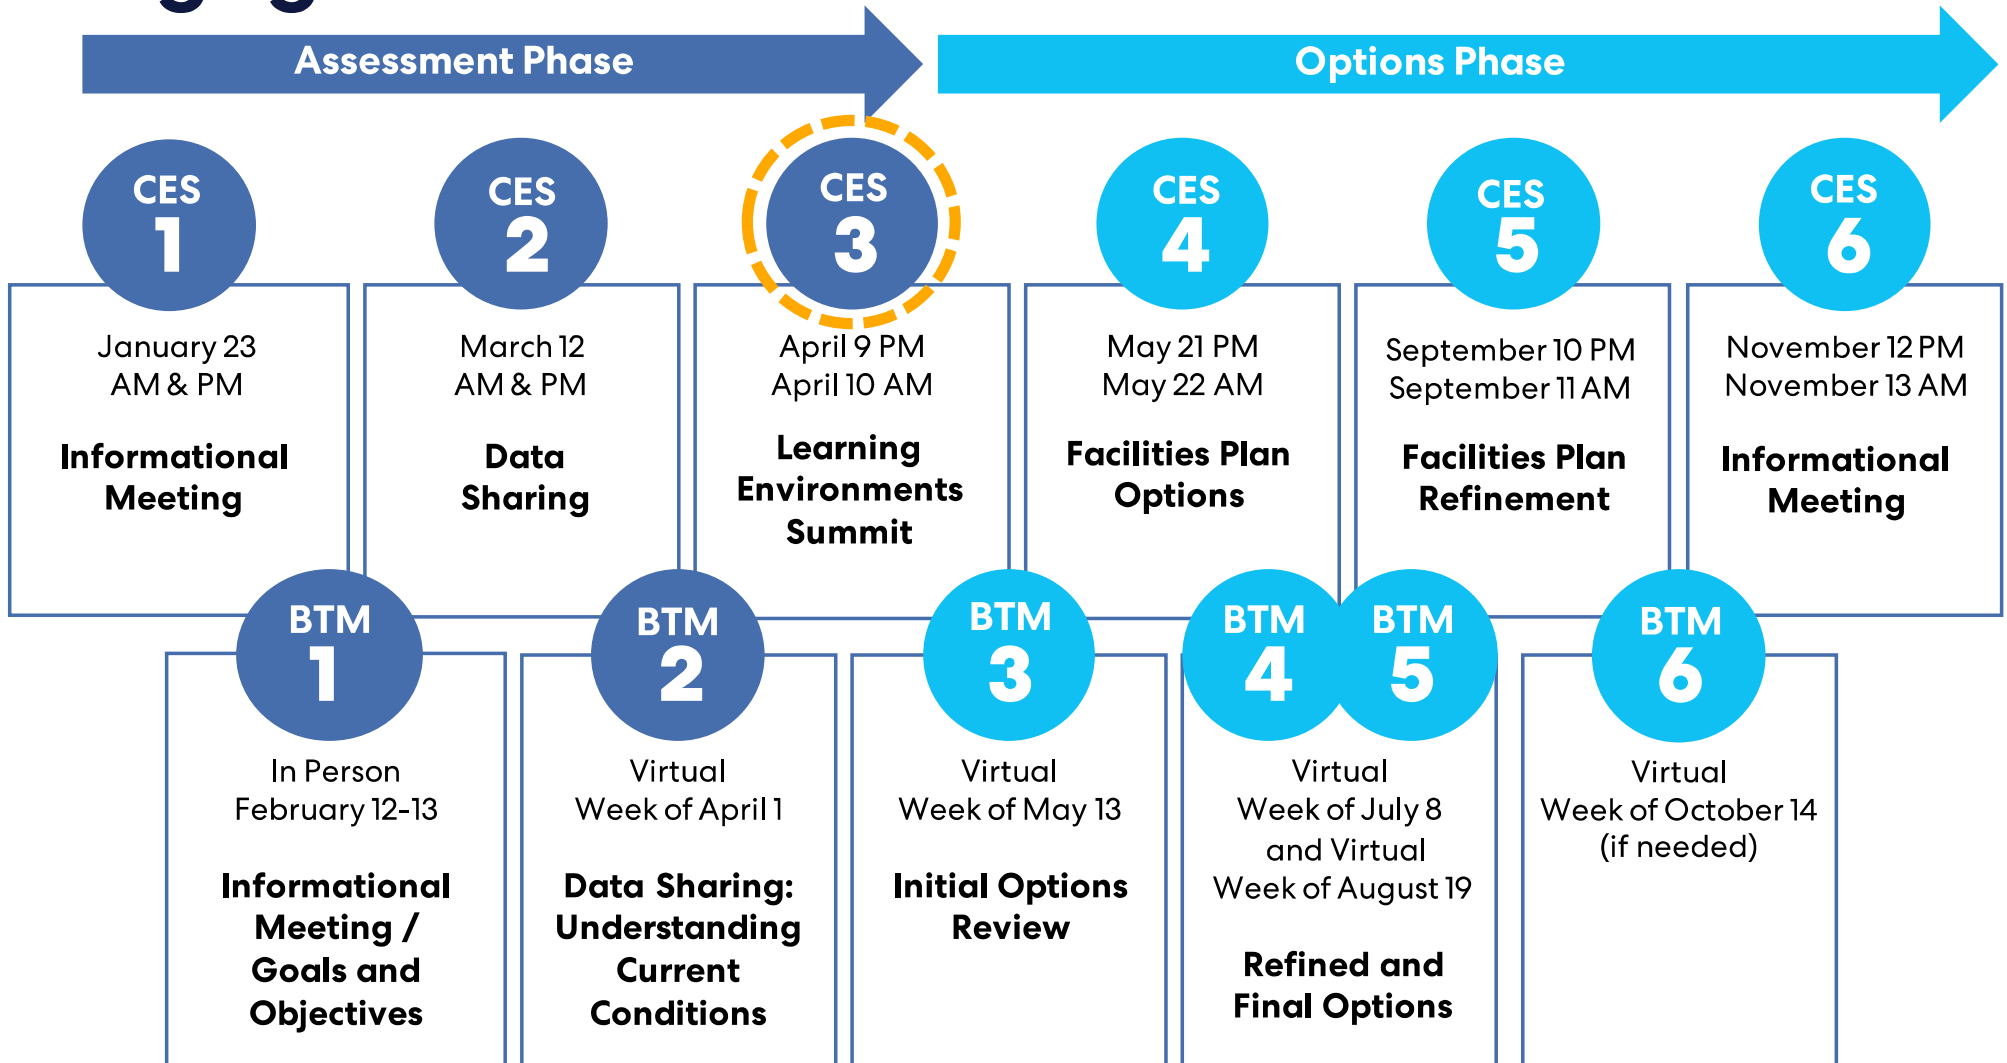 Assessment Phase
Options Phase
CES
1
January 23
AM & PM
Informational
Meeting
CES
2
March 12
AM & PM
Data
Sharing
CES
3
April 9 PM
April 10 AM
Learning
Environments
Summit
CES
4
May 21 PM
May 22 AM
Facilities Plan
Options
CES
5
September 10 PM
September 11 AM
Facilities Plan
Refinement
CES
6
November 12 PM
November 13 AM
Informational
Meeting
BTM
1
In Person
February 12-13
Informational
Meeting /
Goals and
Objectives
BTM
2
Virtual
Week of April 1
Data Sharing:
Understanding
Current
Conditions
BTM
3
Virtual
Week of May 13
Initial Options
Review
BTM
4
BTM
5
Virtual
Week of July 8
and Virtual
Week of August 19
Refined and
Final Options
BTM
6
Virtual
Week of October 14
(if needed)